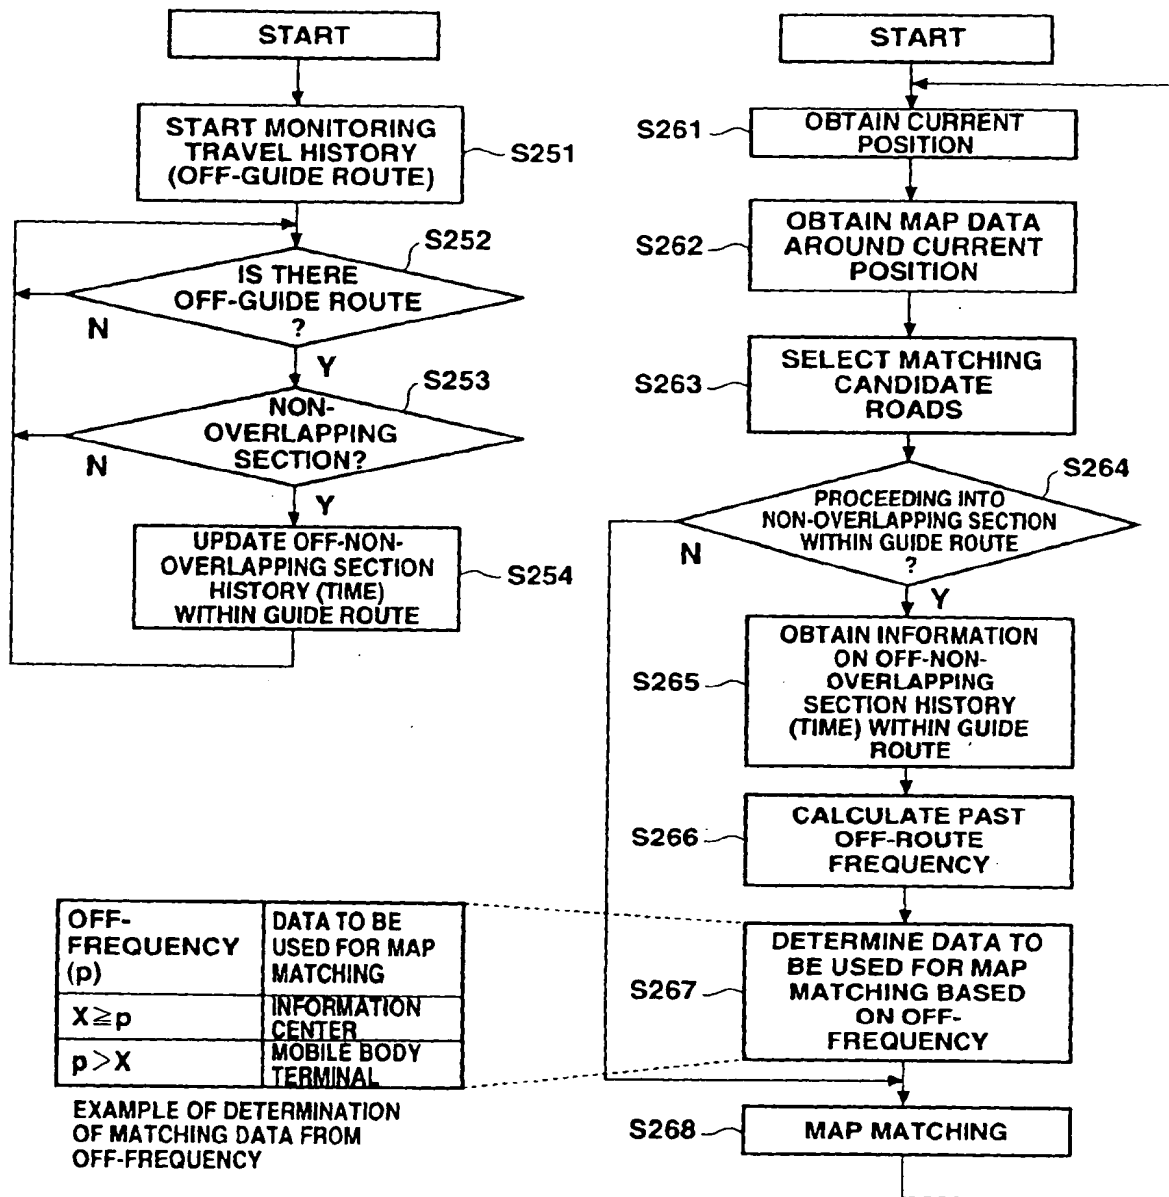 START
START MONITORING
TRAVEL HISTORY
(OFF-GUIDE ROUTE)
S251
S252
IS THERE
OFF-GUIDE ROUTE
?
N
Y
S253
NON-
OVERLAPPING
SECTION?
N
Y
UPDATE OFF-NON-
OVERLAPPING SECTION
HISTORY (TIME)
WITHIN GUIDE ROUTE
S254
START
S261
OBTAIN CURRENT
POSITION
S262
OBTAIN MAP DATA
AROUND CURRENT
POSITION
S263
SELECT MATCHING
CANDIDATE
ROADS
S264
PROCEEDING INTO
NON-OVERLAPPING SECTION
WITHIN GUIDE ROUTE
?
N
Y
S265
OBTAIN INFORMATION
ON OFF-NON-
OVERLAPPING
SECTION HISTORY
(TIME) WITHIN GUIDE
ROUTE
S266
CALCULATE PAST
OFF-ROUTE
FREQUENCY
S267
DETERMINE DATA TO
BE USED FOR MAP
MATCHING BASED
ON OFF-
FREQUENCY
S268
MAP MATCHING
OFF-
FREQUENCY
(p)
DATA TO BE
USED FOR MAP
MATCHING
X≧p
INFORMATION
CENTER
p>X
MOBILE BODY
TERMINAL
EXAMPLE OF DETERMINATION
OF MATCHING DATA FROM
OFF-FREQUENCY